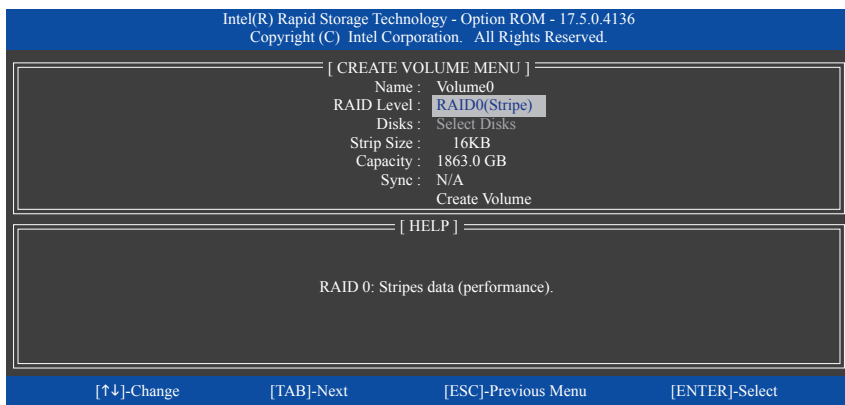 Intel(R) Rapid Storage Technology - Option ROM - 17.5.0.4136
Copyright (C) Intel Corporation. All Rights Reserved.
[ CREATE VOLUME MENU ]
Name : Volume0
RAID Level : RAID0(Stripe)
Disks : Select Disks
Strip Size : 16KB
Capacity : 1863.0 GB
Sync : N/A
Create Volume
[ HELP ]
RAID 0: Stripes data (performance).
[↑↓]-Change [TAB]-Next [ESC]-Previous Menu [ENTER]-Select